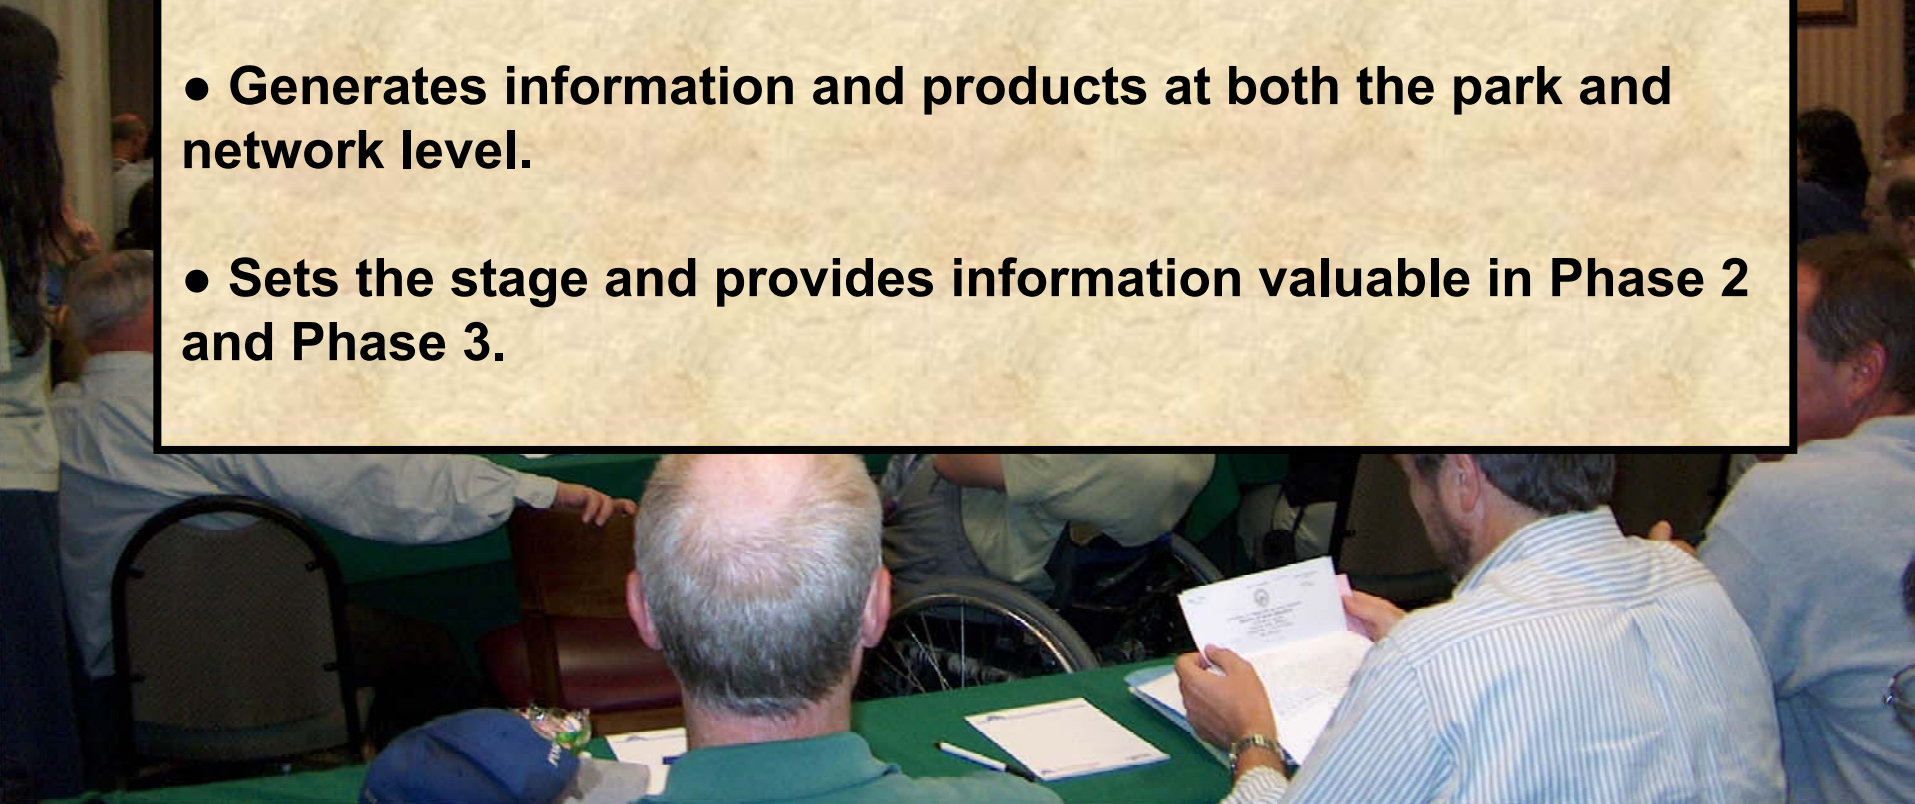 ● Generates information and products at both the park and
network level.
● Sets the stage and provides information valuable in Phase 2
and Phase 3.